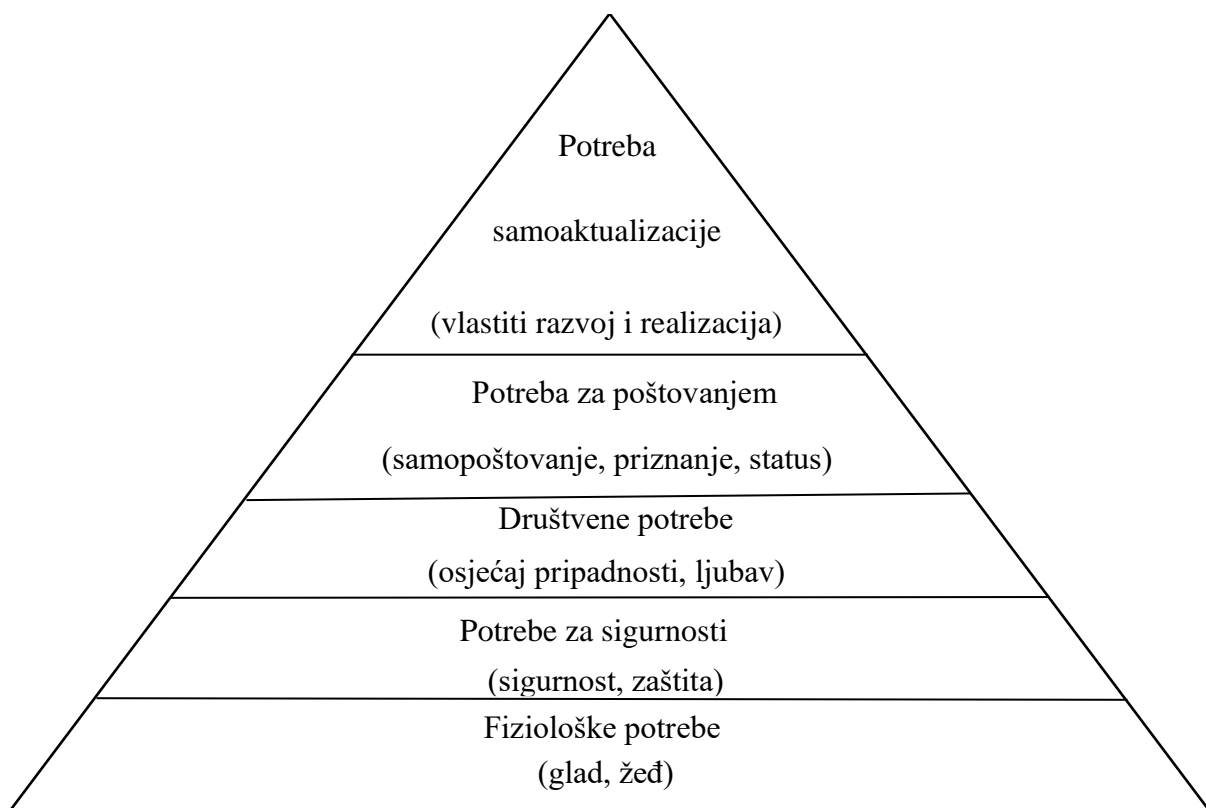 Potreba
samoaktualizacije
(vlastiti razvoj i realizacija)
Potreba za poštovanjem
(samopoštovanje, priznanje, status)
Društvene potrebe
(osjećaj pripadnosti, ljubav)
Potrebe za sigurnosti
(sigurnost, zaštita)
Fiziološke potrebe
(glad, žeđ)